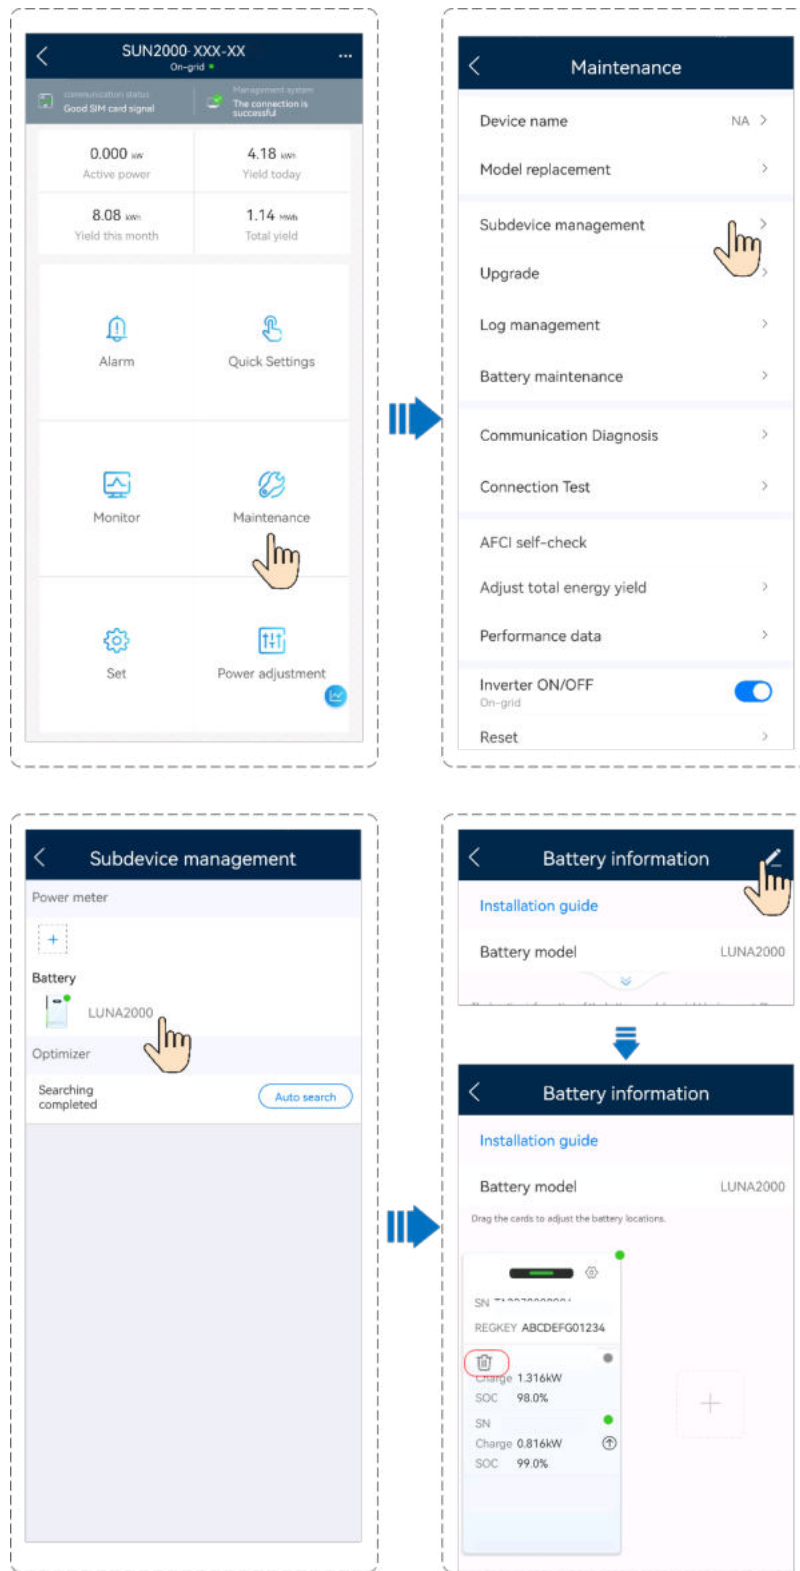 SUN2000-XXX-XX
On-grid
communication status
Good SIM card signal
Management system
The connection is
successful
0.000 kW
Active power
4.18 kWh
Yield today
8.08 kWh
Yield this month
1.14 MWh
Total yield
Alarm
Quick Settings
Monitor
Maintenance
Set
Power adjustment
Maintenance
Device name NA
Model replacement
Subdevice management
Upgrade
Log management
Battery maintenance
Communication Diagnosis
Connection Test
AFCI self-check
Adjust total energy yield
Performance data
Inverter ON/OFF
On-grid
Reset
Subdevice management
Power meter
Battery
LUNA2000
Optimizer
Searching
completed
Auto search
Battery information
Installation guide
Battery model LUNA2000
Battery information
Installation guide
Battery model LUNA2000
Drag the cards to adjust the battery locations.
SN
REGKEY ABCDEFG01234
Charge 1.316kW
SOC 98.0%
SN
Charge 0.816kW
SOC 99.0%